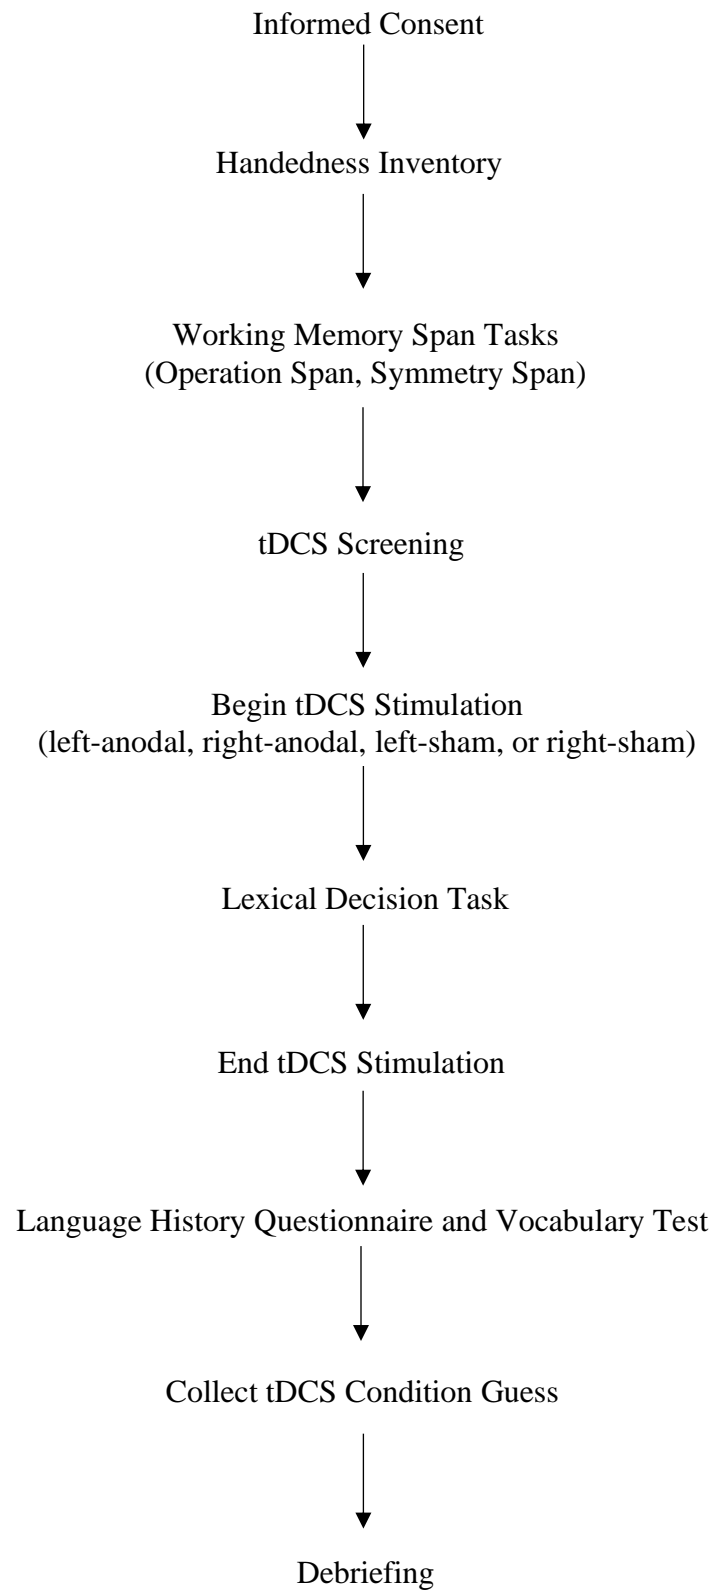 Informed Consent
Handedness Inventory
Working Memory Span Tasks
(Operation Span, Symmetry Span)
tDCS Screening
Begin tDCS Stimulation
(left-anodal, right-anodal, left-sham, or right-sham)
Lexical Decision Task
End tDCS Stimulation
Language History Questionnaire and Vocabulary Test
Collect tDCS Condition Guess
Debriefing